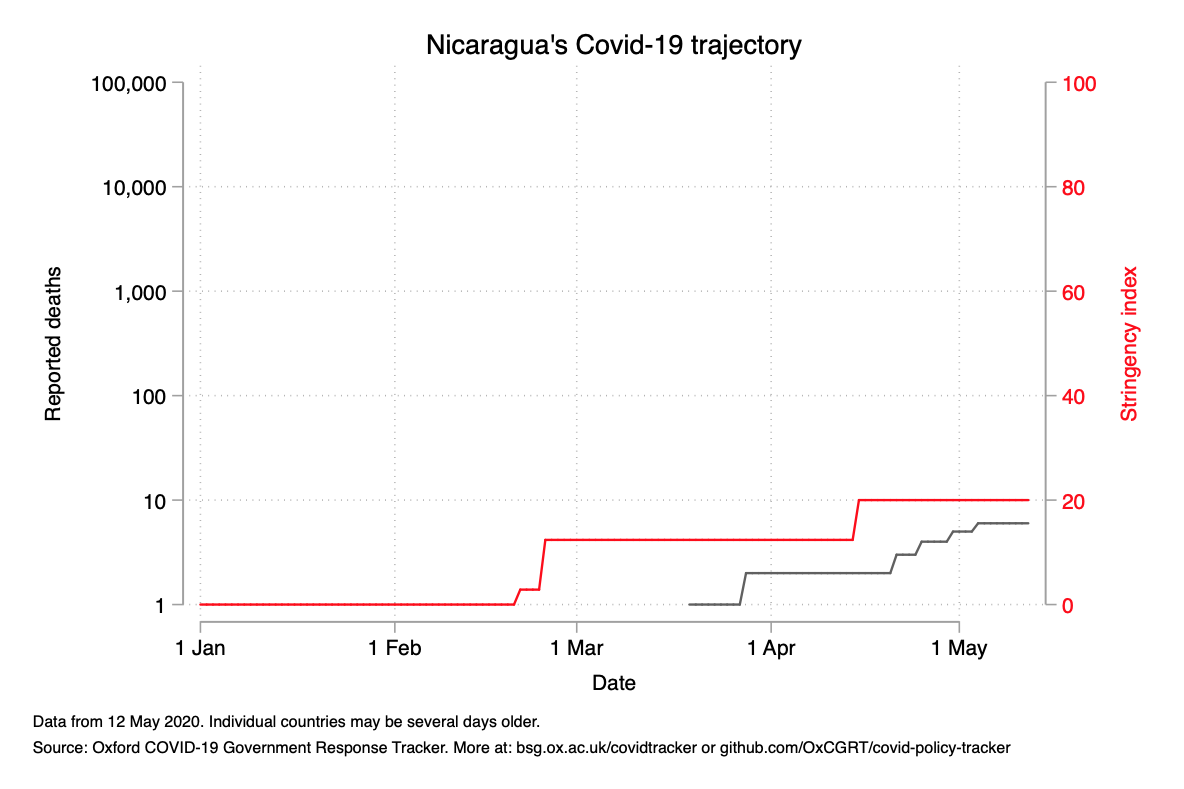 Nicaragua's Covid-19 trajectory
100,000
10,000
1,000
100
10
1
Reported deaths
100
80
60
40
20
0
Stringency index
1 Jan
1 Feb
1 Mar
1 Apr
1 May
Date
Data from 12 May 2020. Individual countries may be several days older.
Source: Oxford COVID-19 Government Response Tracker. More at: bsg.ox.ac.uk/covidtracker or github.com/OxCGRT/covid-policy-tracker